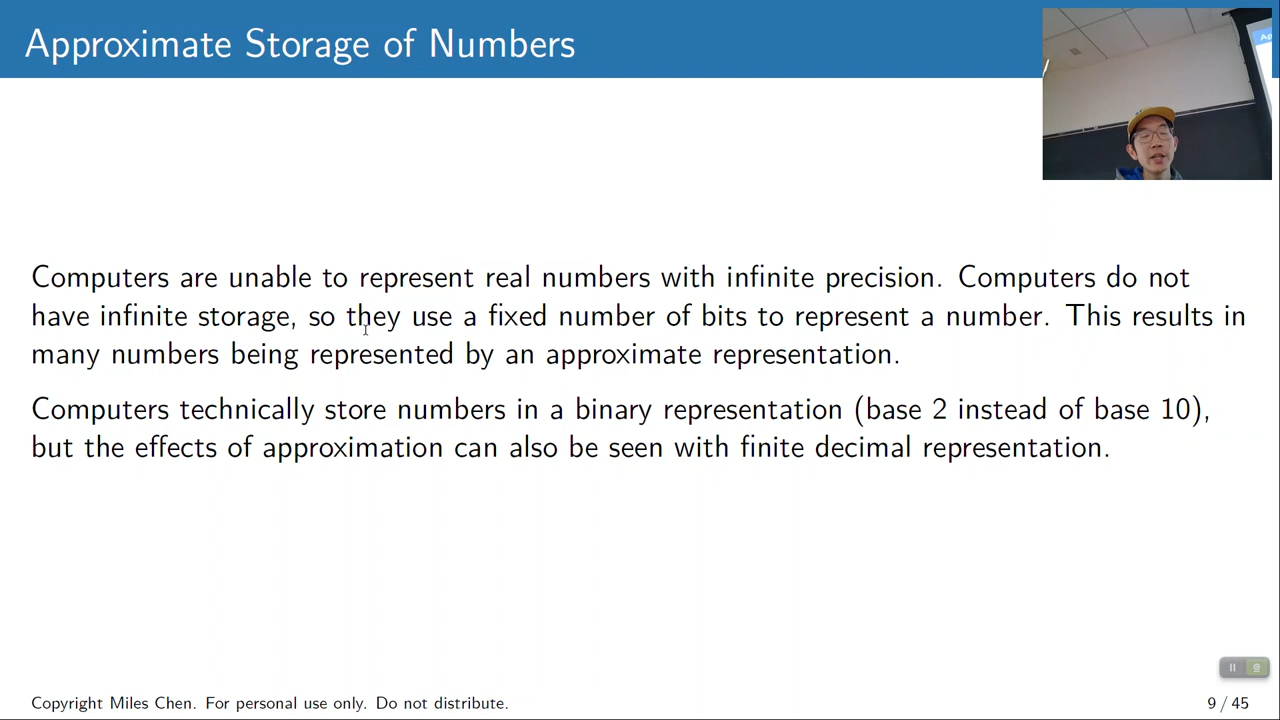 Approximate Storage of Numbers
Computers are unable to represent real numbers with infinite precision. Computers do not
have infinite storage, so they use a fixed number of bits to represent a number. This results in
many numbers being represented by an approximate representation.
Computers technically store numbers in a binary representation (base 2 instead of base 10),
but the effects of approximation can also be seen with finite decimal representation.
Copyright Miles Chen. For personal use only. Do not distribute.
9 / 45